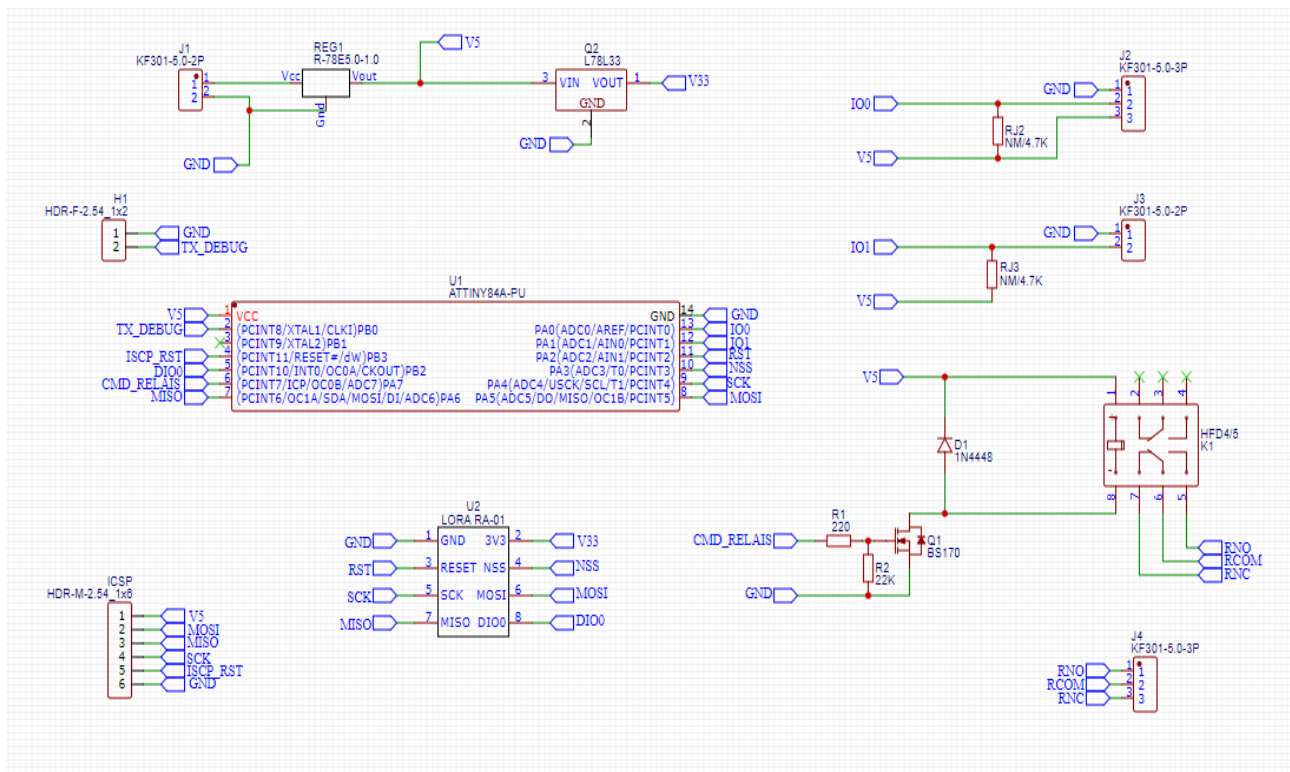 J1
KF301-5.0-2P
1
2
1
2
REG1
R-78E5.0-1.0
Vcc
Vout
Gnd
V5
Q2
L78L33
3
VIN VOUT
1
GND
2
V33
GND
GND
J2
KF301-5.0-3P
GND
IO0
1
2
3
1
2
3
RJ2
NM/4.7K
V5
H1
HDR-F-2.54_1x2
1
2
GND
TX_DEBUG
J3
KF301-5.0-2P
GND
IO1
1
2
1
2
RJ3
NM/4.7K
V5
U1
ATTINY84A-PU
V5 1 VCC
TX_DEBUG 2 (PCINT8/XTAL1/CLKI)PB0
3 (PCINT9/XTAL2)PB1
ISCP_RST 4 (PCINT11/RESET#/dW)PB3
DIO0 5 (PCINT10/INT0/OC0A/CKOUT)PB2
CMD_RELAIS 6 (PCINT7/ICP/OC0B/ADC7)PA7
MISO 7 (PCINT6/OC1A/SDA/MOSI/DI/ADC6)PA6
GND 14 GND
PA0(ADC0/AREF/PCINT0) 13 IO0
PA1(ADC1/AIN0/PCINT1) 12 IO1
PA2(ADC2/AIN1/PCINT2) 11 RST
PA3(ADC3/T0/PCINT3) 10 NSS
PA4(ADC4/USCK/SCL/T1/PCINT4) 9 SCK
PA5(ADC5/DO/MISO/OC1B/PCINT5) 8 MOSI
V5
1
2
3
4
+
-
HFD4/5
K1
8
7
6
5
D1
1N4448
R1
220
CMD_RELAIS
Q1
BS170
R2
22K
GND
RNO
RCOM
RNC
U2
LORA RA-01
GND 1 GND 3V3 2 V33
RST 3 RESET NSS 4 NSS
SCK 5 SCK MOSI 6 MOSI
MISO 7 MISO DIO0 8 DIO0
ICSP
HDR-M-2.54_1x6
1 V5
2 MOSI
3 MISO
4 SCK
5 ISCP_RST
6 GND
J4
KF301-5.0-3P
RNO 1 1
RCOM 2 2
RNC 3 3